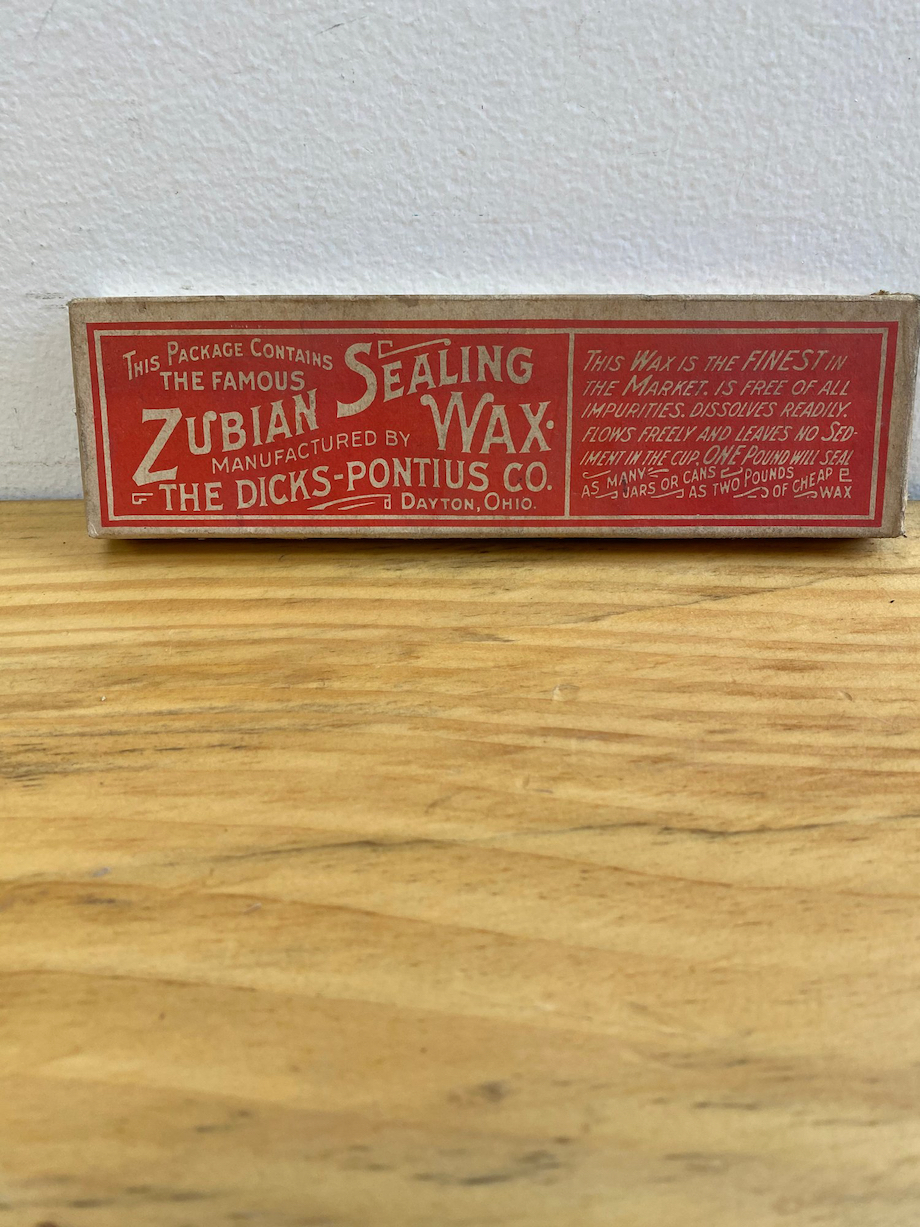 This Package Contains
THE FAMOUS
ZUBIAN SEALING WAX.
MANUFACTURED BY
THE DICKS-PONTIUS CO.
DAYTON, OHIO.
THIS WAX IS THE FINEST IN
THE MARKET. IS FREE OF ALL
IMPURITIES. DISSOLVES READILY.
FLOWS FREELY AND LEAVES NO SED-
IMENT IN THE CUP. ONE POUND WILL SEAL
AS MANY JARS OR CANS AS TWO POUNDS OF CHEAP WAX